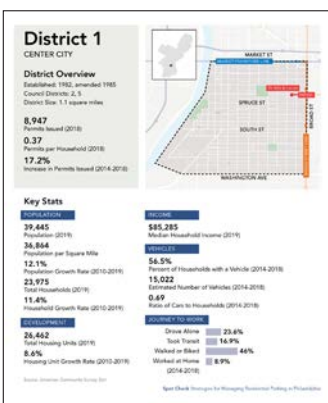 District 1
CENTER CITY
District Overview
Established: 1982, amended 1985
Council Districts: 2, 5
District Size: 1.1 square miles
8,947
Permits Issued (2018)
0.37
Permits per Household (2018)
17.2%
Increase in Permits Issued (2014-2018)
MARKET ST
SPRUCE ST
SOUTH ST
WASHINGTON AVE
BROAD ST
Key Stats
POPULATION
39,445
Population (2019)
36,864
Population per Square Mile
12.1%
Population Growth Rate (2010-2019)
23,975
Total Households (2019)
11.4%
Household Growth Rate (2010-2019)
DEVELOPMENT
26,462
Total Housing Units (2019)
8.6%
Housing Unit Growth Rate (2010-2019)
INCOME
$85,285
Median Household Income (2019)
VEHICLES
56.5%
Percent of Households with a Vehicle (2014-2018)
15,022
Estimated Number of Vehicles (2014-2018)
0.69
Ratio of Cars to Households (2014-2018)
JOURNEY TO WORK
Drove Alone 23.6%
Took Transit 16.9%
Walked or Biked 46%
Worked at Home 8.9%
(2014-2018)
Source: American Community Survey, Esri
Spot Check Strategies for Managing Residential Parking in Philadelphia